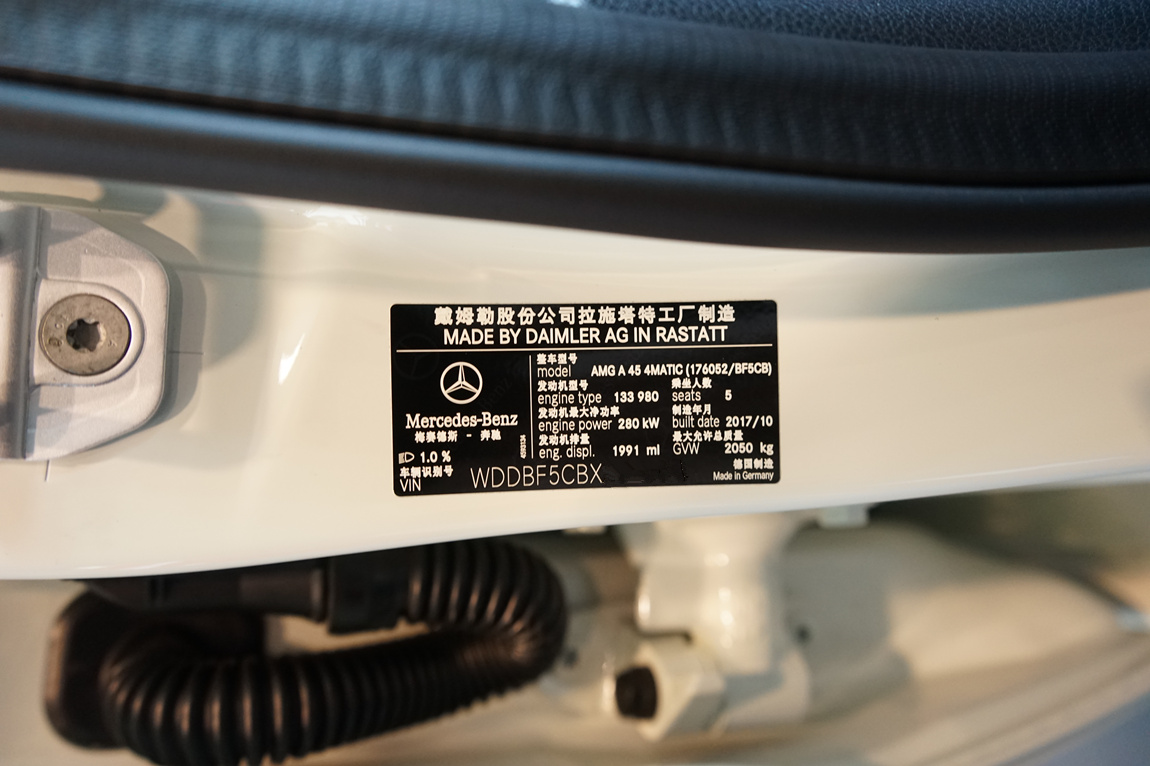 戴姆勒股份公司拉施塔特工厂制造
MADE BY DAIMLER AG IN RASTATT
Mercedes-Benz
梅赛德斯 - 奔驰
1.0 %
整车型号
model AMG A 45 4MATIC (176052/BF5CB)
发动机型号 乘坐人数
engine type 133 980 seats 5
发动机最大净功率 制造年月
engine power 280 kW built date 2017/10
发动机排量 最大允许总质量
eng. displ. 1991 ml GVW 2050 kg
车辆识别号 德国制造
VIN WDDBF5CBX Made in Germany